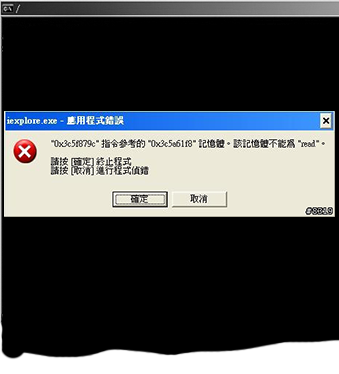 C:\ /
iexplore.exe - 應用程式錯誤
"0x3c5f879c" 指令參考的 "0x3c5a61f8" 記憶體。該記憶體不能為 "read"。
請按 [確定] 終止程式
請按 [取消] 進行程式偵錯
確定 取消
#0319